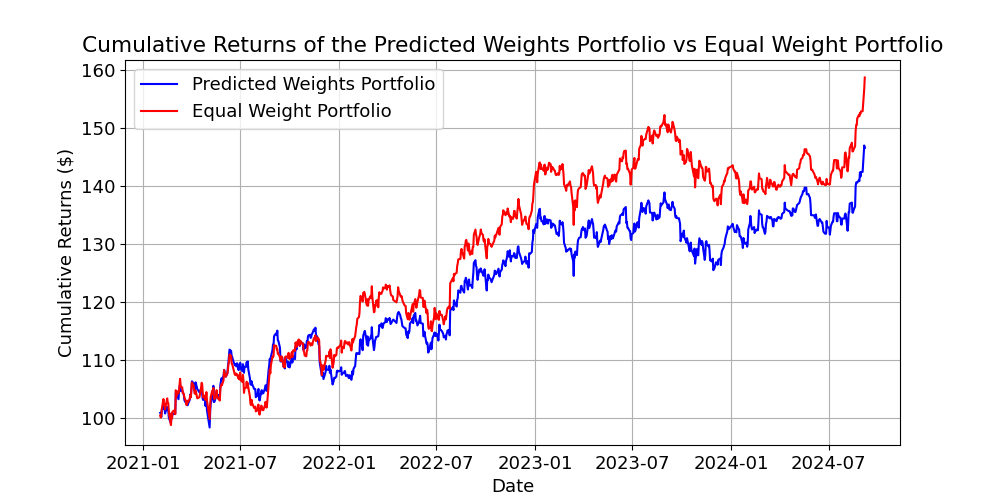 Cumulative Returns of the Predicted Weights Portfolio vs Equal Weight Portfolio
Predicted Weights Portfolio
Equal Weight Portfolio
160
150
140
130
120
110
100
Cumulative Returns ($)
2021-01 2021-07 2022-01 2022-07 2023-01 2023-07 2024-01 2024-07
Date